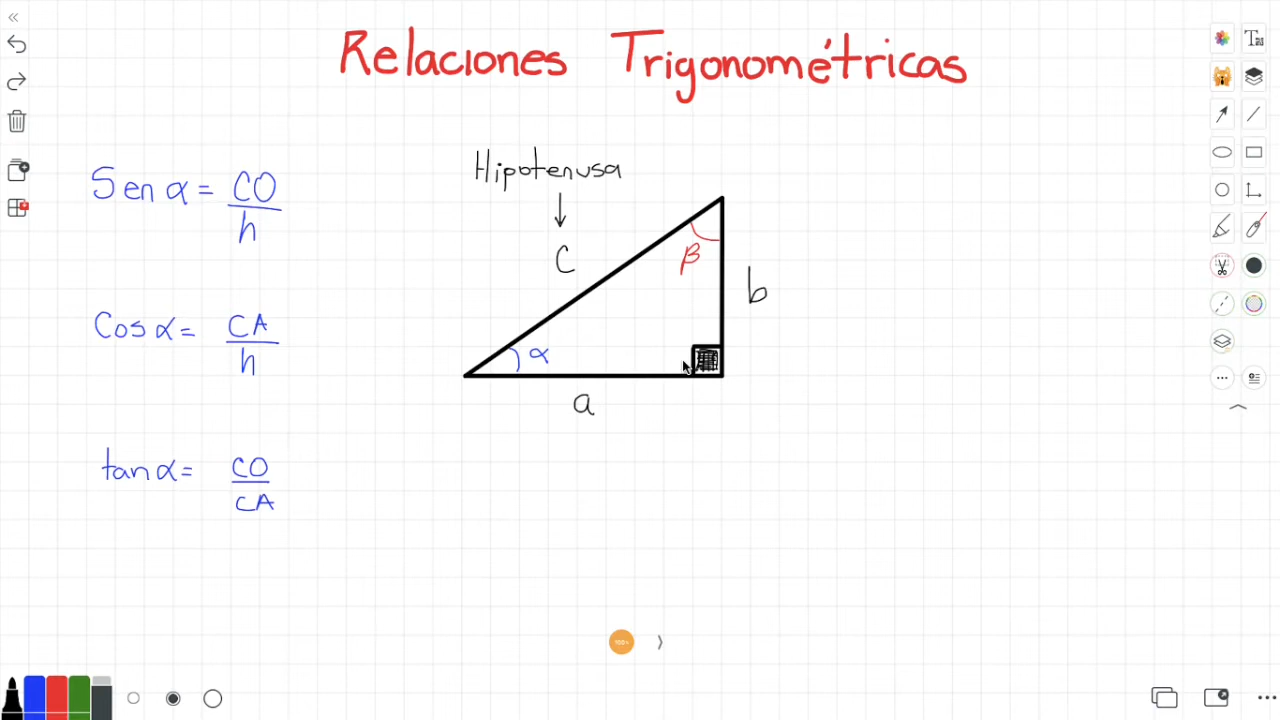 Relaciones Trigonométricas
Hipotenusa
Sen α = CO
h
C
β
b
Cos α = CA
h
α
a
tan α = CO
CA